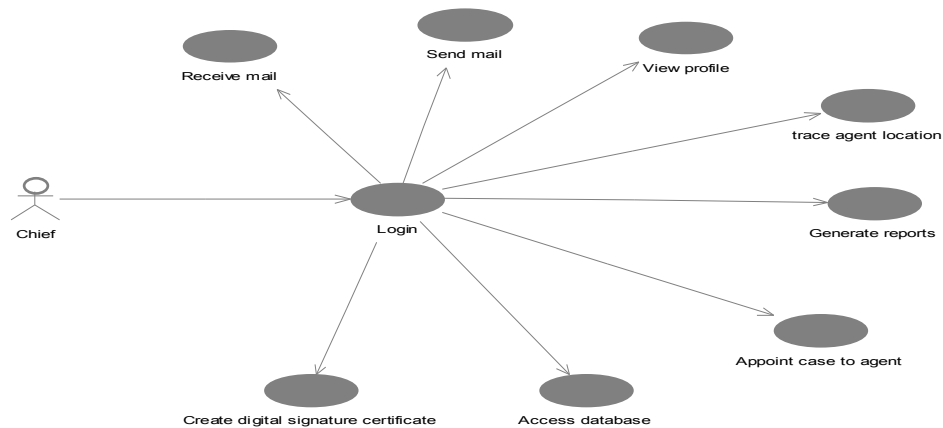 Send mail
View profile
Receive mail
trace agent location
Chief
Login
Generate reports
Appoint case to agent
Create digital signature certificate
Access database